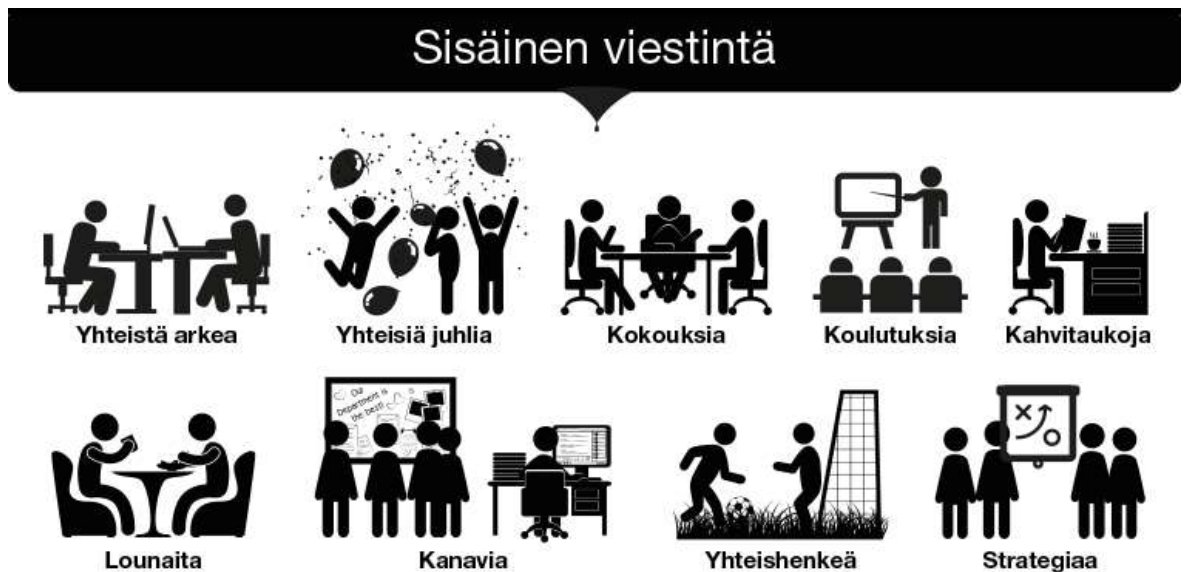 Sisäinen viestintä
Yhteistä arkea
Yhteisiä juhlia
Kokouksia
Koulutuksia
Kahvitaukoja
Our
Department is
the best!
Lounaita
Kanavia
Yhteishenkeä
Strategiaa